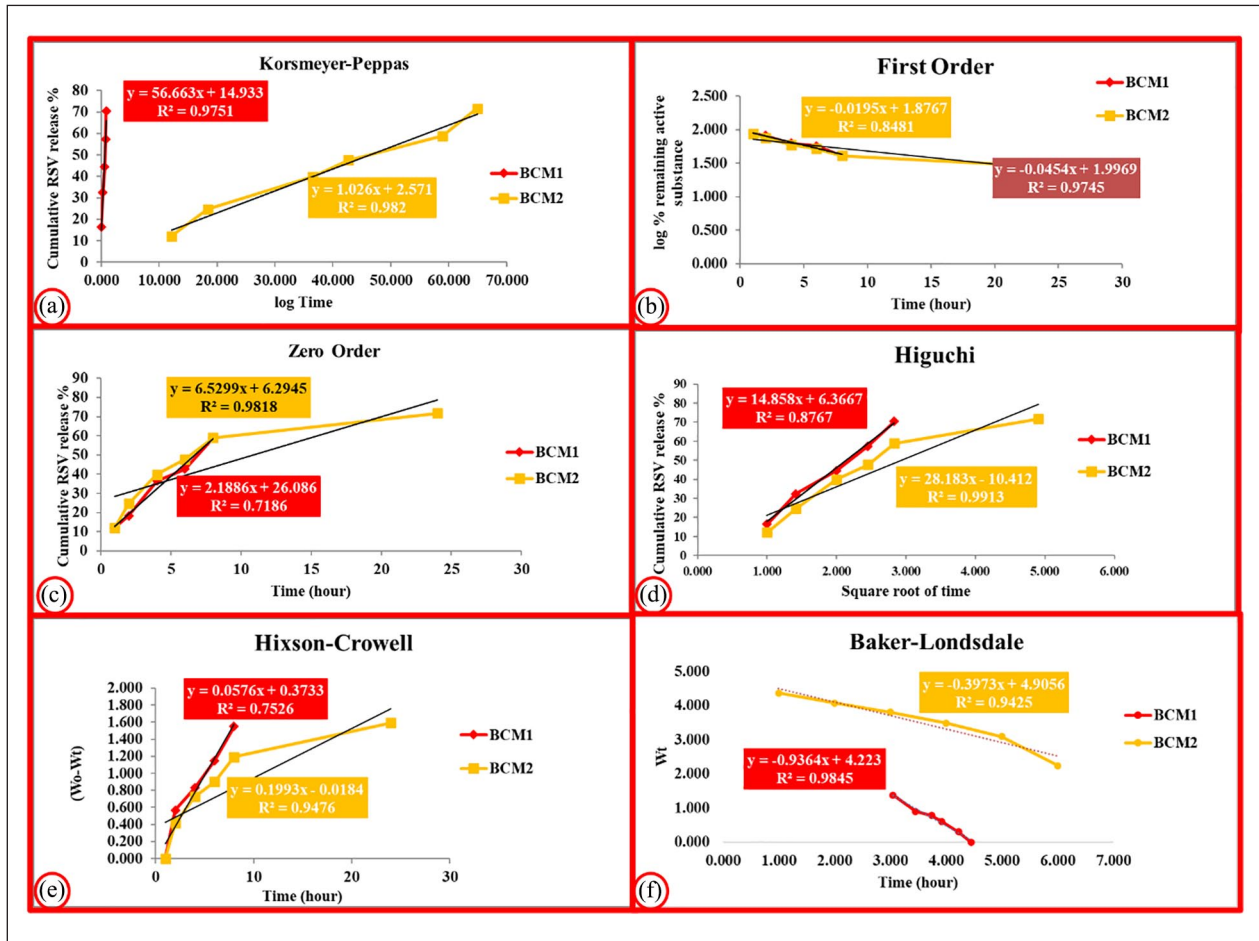 Korsmeyer-Peppas
y = 56.663x + 14.933
R² = 0.9751
Cumulative RSV release %
80
70
60
50
40
30
20
10
0
y = 1.026x + 2.571
R² = 0.982
BCM1
BCM2
0.000 10.000 20.000 30.000 40.000 50.000 60.000 70.000
log Time
(a)
First Order
BCM1
BCM2
y = -0.0195x + 1.8767
R² = 0.8481
log % remaining active
substance
2.500
2.000
1.500
1.000
0.500
0.000
y = -0.0454x + 1.9969
R² = 0.9745
0 5 10 15 20 25 30
Time (hour)
(b)
Zero Order
Cumulative RSV release %
90
80
70
60
50
40
30
20
10
0
y = 6.5299x + 6.2945
R² = 0.9818
y = 2.1886x + 26.086
R² = 0.7186
BCM1
BCM2
0 5 10 15 20 25 30
Time (hour)
(c)
Higuchi
Cumulative RSV release %
90
80
70
60
50
40
30
20
10
0
y = 14.858x + 6.3667
R² = 0.8767
y = 28.183x - 10.412
R² = 0.9913
BCM1
BCM2
0.000 1.000 2.000 3.000 4.000 5.000 6.000
Square root of time
(d)
Hixson-Crowell
(Wo-Wt)
2.000
1.800
1.600
1.400
1.200
1.000
0.800
0.600
0.400
0.200
0.000
y = 0.0576x + 0.3733
R² = 0.7526
y = 0.1993x - 0.0184
R² = 0.9476
BCM1
BCM2
0 10 20 30
Time (hour)
(e)
Baker-Londsdale
Wt
5.000
4.000
3.000
2.000
1.000
0.000
y = -0.3973x + 4.9056
R² = 0.9425
y = -0.9364x + 4.223
R² = 0.9845
BCM1
BCM2
0.000 1.000 2.000 3.000 4.000 5.000 6.000 7.000
Time (hour)
(f)